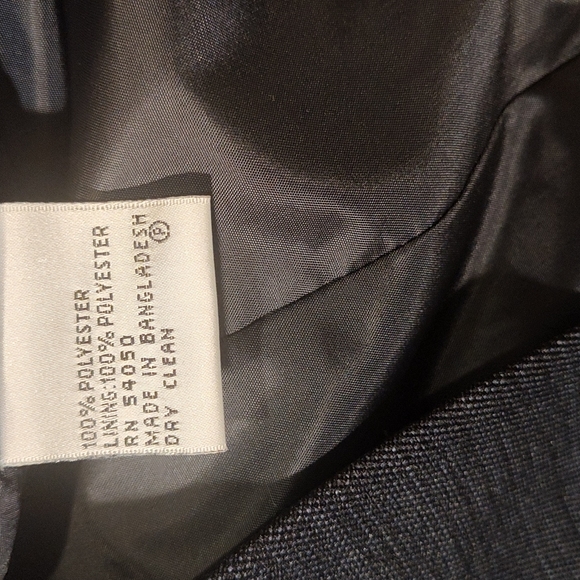 100% POLYESTER
LINING:100% POLYESTER
RN 54050
MADE IN BANGLADESH
DRY CLEAN Ⓟ